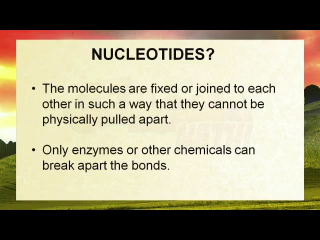 NUCLEOTIDES?
• The molecules are fixed or joined to each
other in such a way that they cannot be
physically pulled apart.
• Only enzymes or other chemicals can
break apart the bonds.